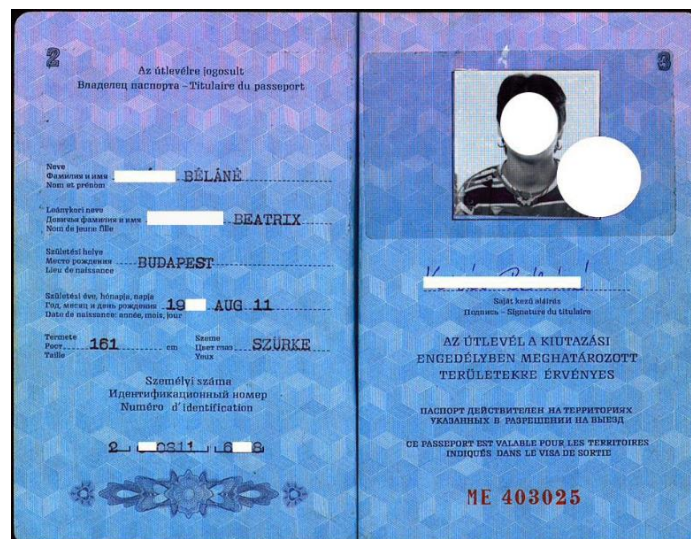 2
Az útlevélre jogosult
Владелец паспорта – Titulaire du passeport
Neve
Фамилия и имя
Nom et prénom
BÉLÁNÉ
Leánykori neve
Девичья фамилия и имя
Nom de jeune fille
BEATRIX
Születési helye
Место рождения
Lieu de naissance
BUDAPEST
Születési éve, hónapja, napja
Год, месяц и день рождения
Date de naissance: année, mois, jour
19 AUG 11
Termete
Рост
Taille
161 cm
Szeme
Цвет глаз
Yeux
SZÜRKE
Személyi száma
Идентификационный номер
Numéro d'identification
3
Saját kezű aláírás
Подпись – Signature du titulaire
AZ ÚTLEVÉL A KIUTAZÁSI
ENGEDÉLYBEN MEGHATÁROZOTT
TERÜLETEKRE ÉRVÉNYES
ПАСПОРТ ДЕЙСТВИТЕЛЕН НА ТЕРРИТОРИЯХ
УКАЗАННЫХ В РАЗРЕШЕНИИ НА ВЫЕЗД
CE PASSEPORT EST VALABLE POUR LES TERRITOIRES
INDIQUÉS DANS LE VISA DE SORTIE
ME 403025